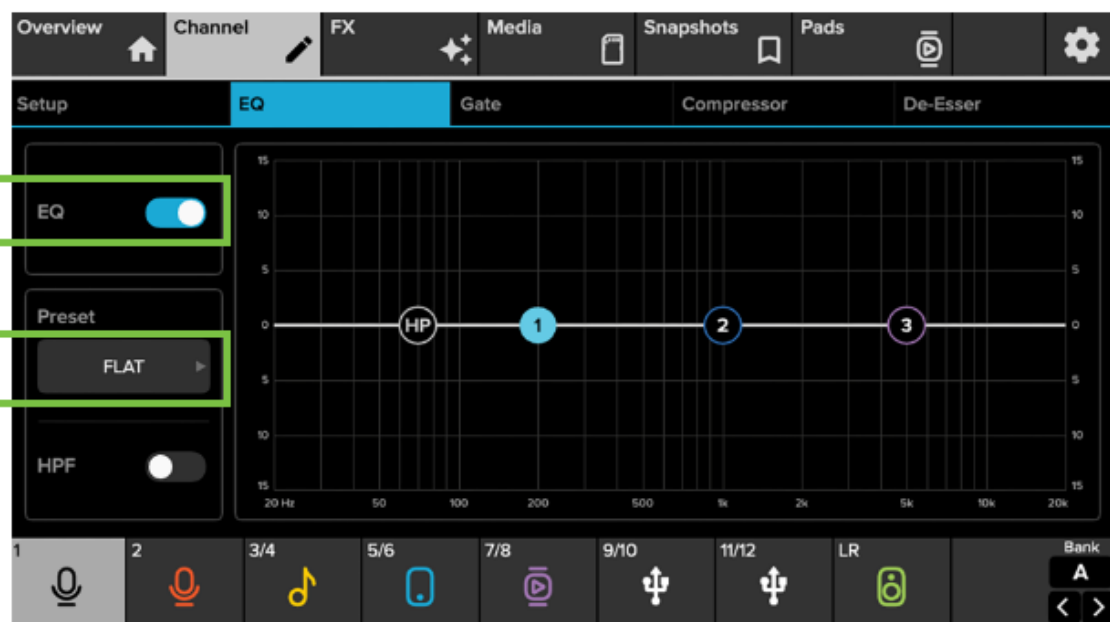 Overview Channel FX Media Snapshots Pads
Setup EQ Gate Compressor De-Esser
EQ
Preset
FLAT
HPF
15 15
10 10
5 5
0 HP 1 2 3 0
5 5
10 10
15 15
20 Hz 50 100 200 500 1k 2k 5k 10k 20k
1 2 3/4 5/6 7/8 9/10 11/12 LR Bank
A